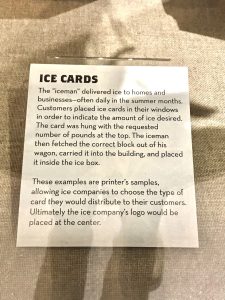 ICE CARDS
The "iceman" delivered ice to homes and
businesses–often daily in the summer months.
Customers placed ice cards in their windows
in order to indicate the amount of ice desired.
The card was hung with the requested
number of pounds at the top. The iceman
then fetched the correct block out of his
wagon, carried it into the building, and placed
it inside the ice box.
These examples are printer's samples,
allowing ice companies to choose the type of
card they would distribute to their customers.
Ultimately the ice company's logo would be
placed at the center.